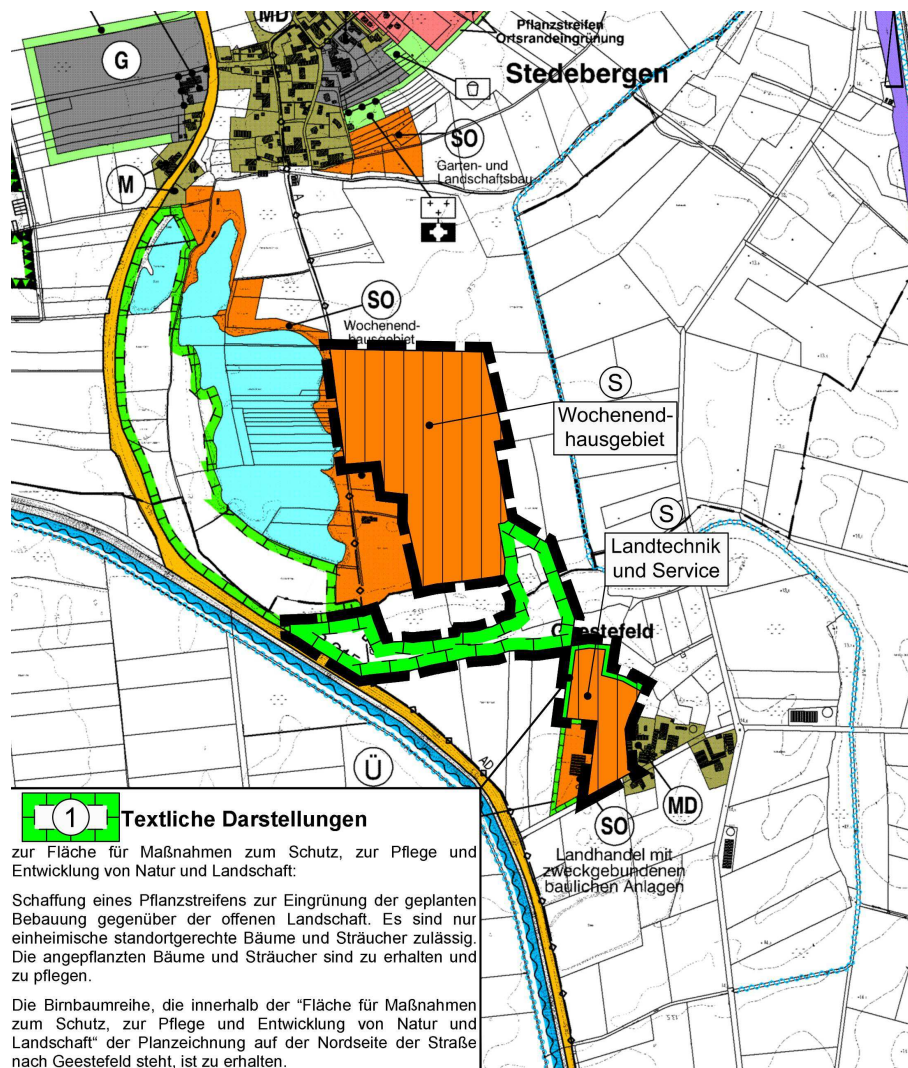 MD
Pflanzstreifen
Ortsrandeingrünung
G
Stedebergen
SO
Garten- und
Landschaftsbau
M
SO
Wochenend-
hausgebiet
S
Wochenend-
hausgebiet
S
Landtechnik
und Service
Geestefeld
Ü
AD
MD
SO
Landhandel mit
zweckgebundenen
baulichen Anlagen
1 Textliche Darstellungen
zur Fläche für Maßnahmen zum Schutz, zur Pflege und
Entwicklung von Natur und Landschaft:
Schaffung eines Pflanzstreifens zur Eingrünung der geplanten
Bebauung gegenüber der offenen Landschaft. Es sind nur
einheimische standortgerechte Bäume und Sträucher zulässig.
Die angepflanzten Bäume und Sträucher sind zu erhalten und
zu pflegen.
Die Birnbaumreihe, die innerhalb der “Fläche für Maßnahmen
zum Schutz, zur Pflege und Entwicklung von Natur und
Landschaft“ der Planzeichnung auf der Nordseite der Straße
nach Geestefeld steht, ist zu erhalten.